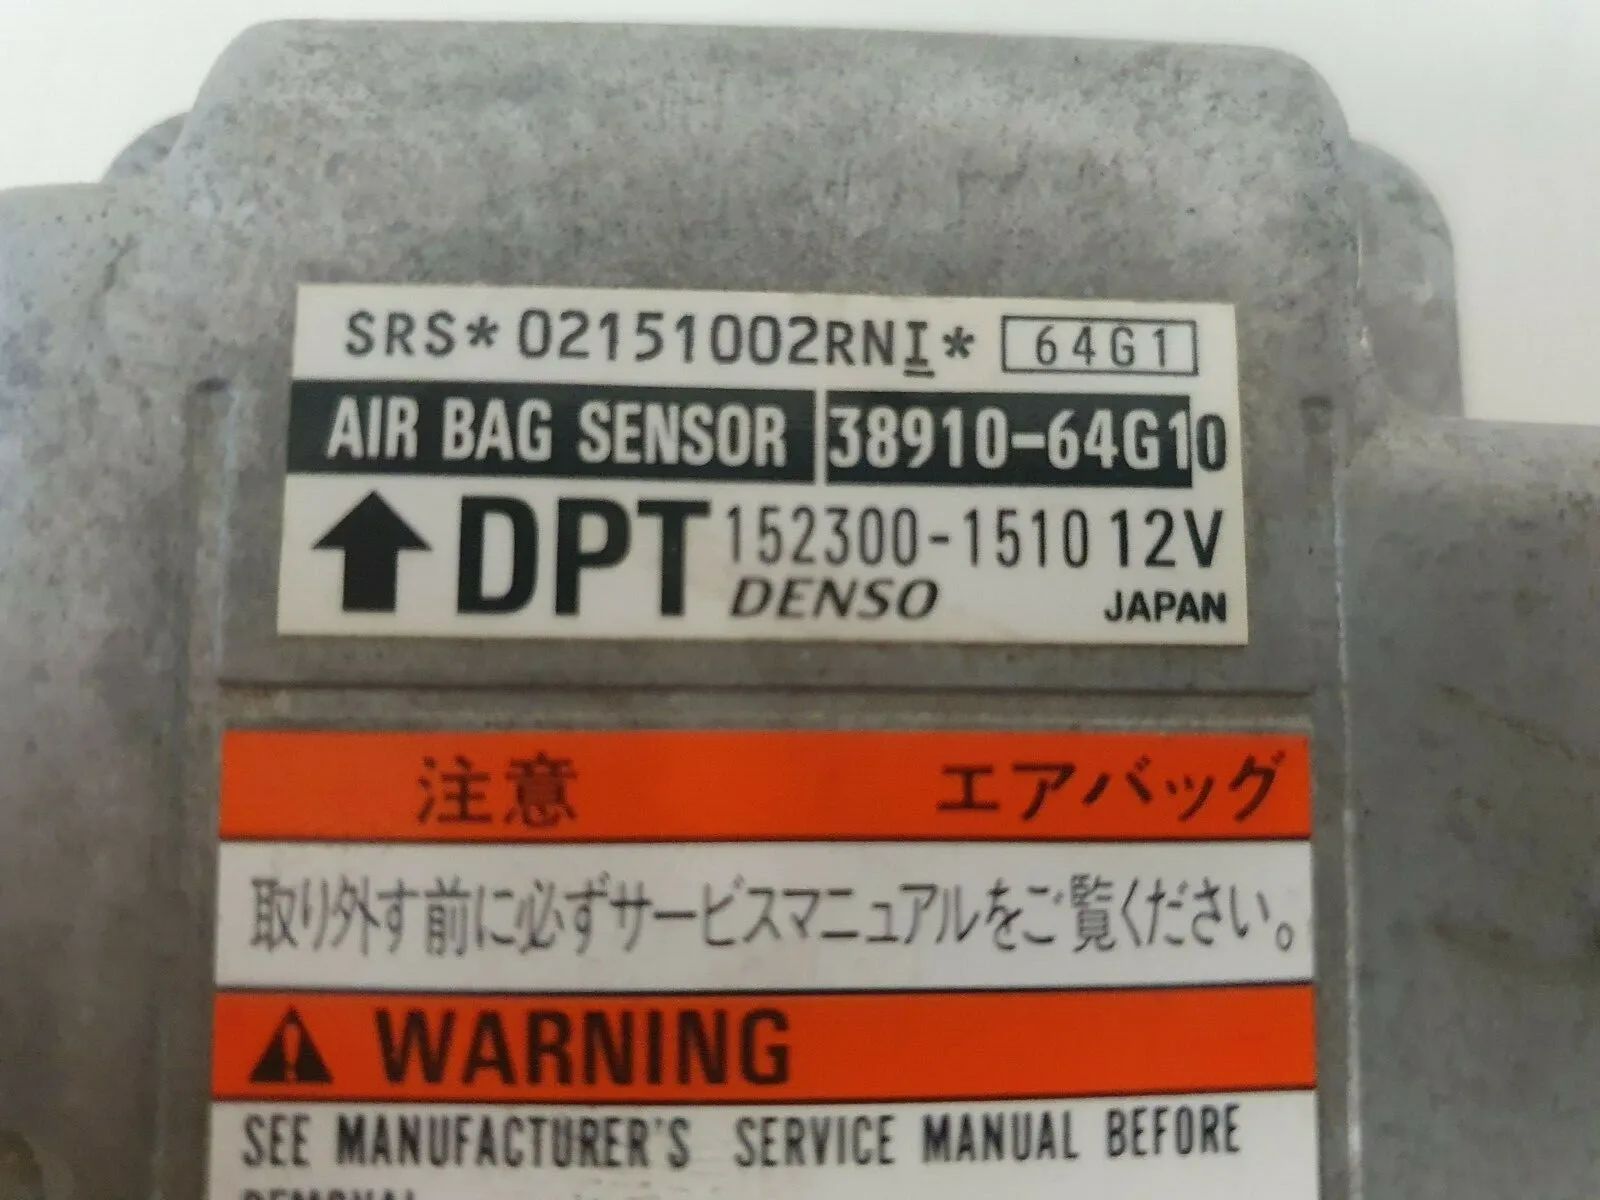 SRS*02151002RNI* 64G1
AIR BAG SENSOR 38910-64G10
DPT 152300-1510 12V
DENSO JAPAN
注意 エアバッグ
取り外す前に必ずサービスマニュアルをご覧ください。
WARNING
SEE MANUFACTURER'S SERVICE MANUAL BEFORE